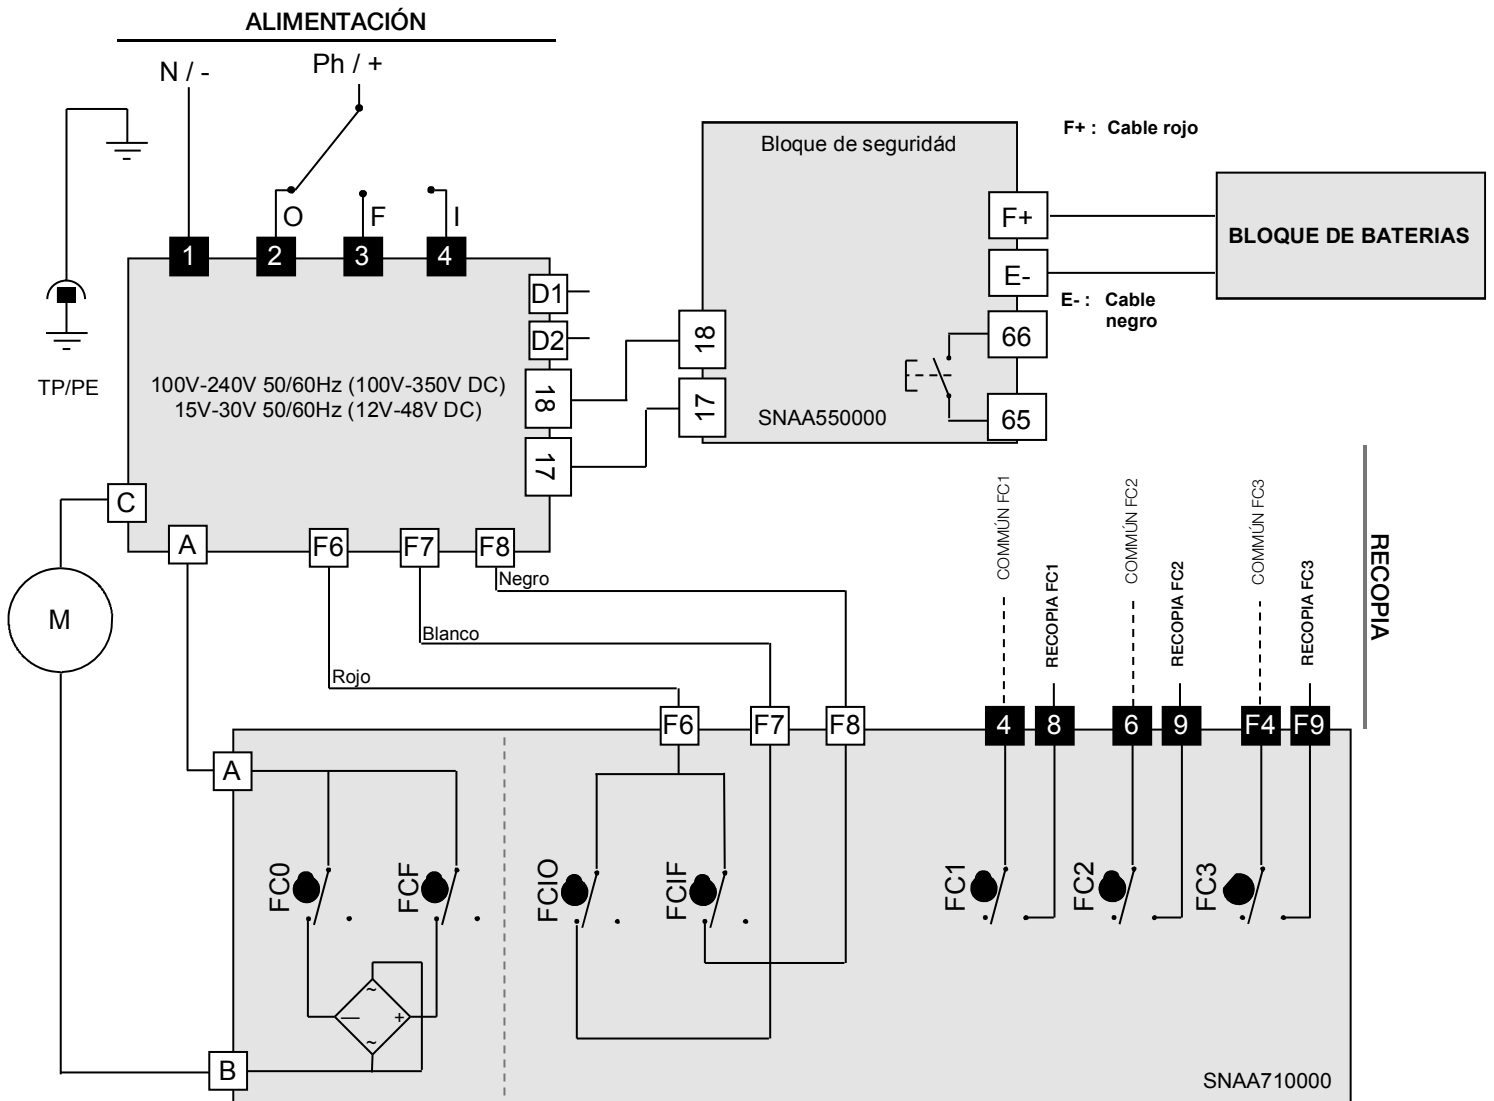 ALIMENTACIÓN
N / -
Ph / +
O
F
I
1
2
3
4
TP/PE
100V-240V 50/60Hz (100V-350V DC)
15V-30V 50/60Hz (12V-48V DC)
D1
D2
18
17
C
A
F6
F7
F8
M
Negro
Blanco
Rojo
Bloque de seguridád
18
17
SNAA550000
F+
E-
66
65
F+ : Cable rojo
E- : Cable
negro
BLOQUE DE BATERIAS
COMMÚN FC1
RECOPIA FC1
COMMÚN FC2
RECOPIA FC2
COMMÚN FC3
RECOPIA FC3
RECOPIA
F6
F7
F8
4
8
6
9
F4
F9
A
B
FC0
FCF
FCIO
FCIF
FC1
FC2
FC3
~
—
+
~
SNAA710000